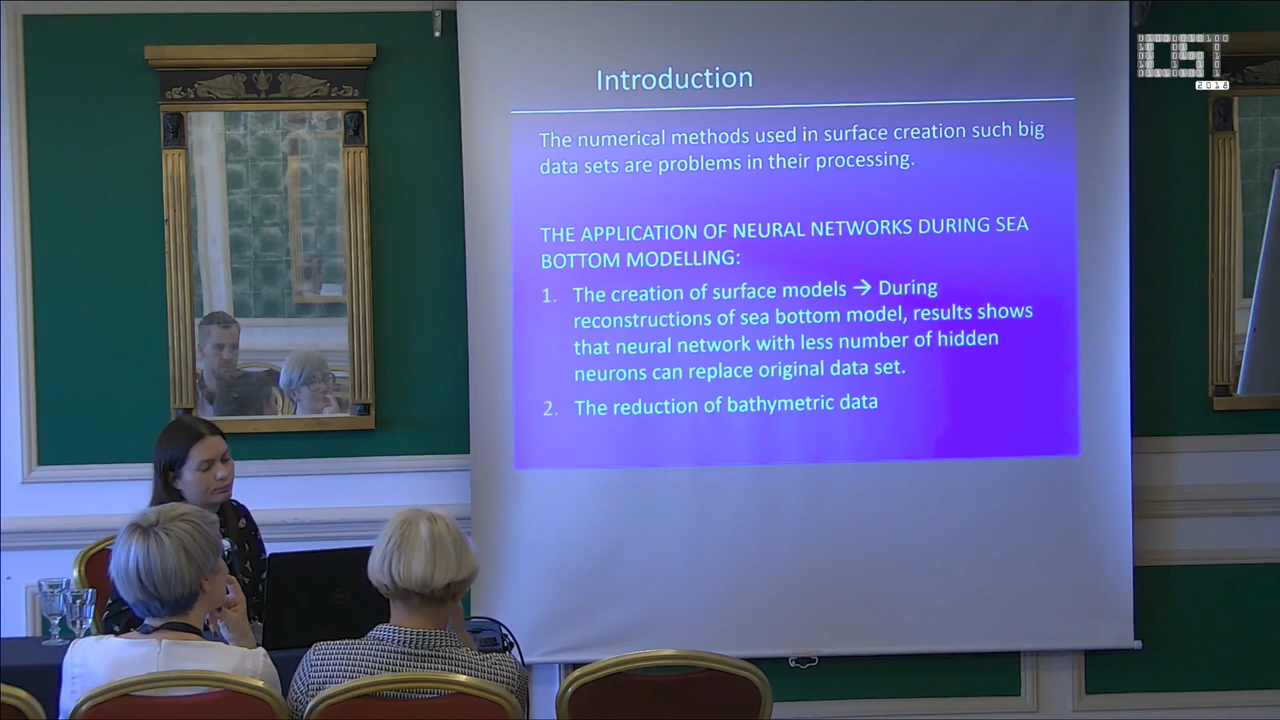 Introduction
The numerical methods used in surface creation such big
data sets are problems in their processing.
THE APPLICATION OF NEURAL NETWORKS DURING SEA
BOTTOM MODELLING:
1. The creation of surface models → During
reconstructions of sea bottom model, results shows
that neural network with less number of hidden
neurons can replace original data set.
2. The reduction of bathymetric data
CST
2018